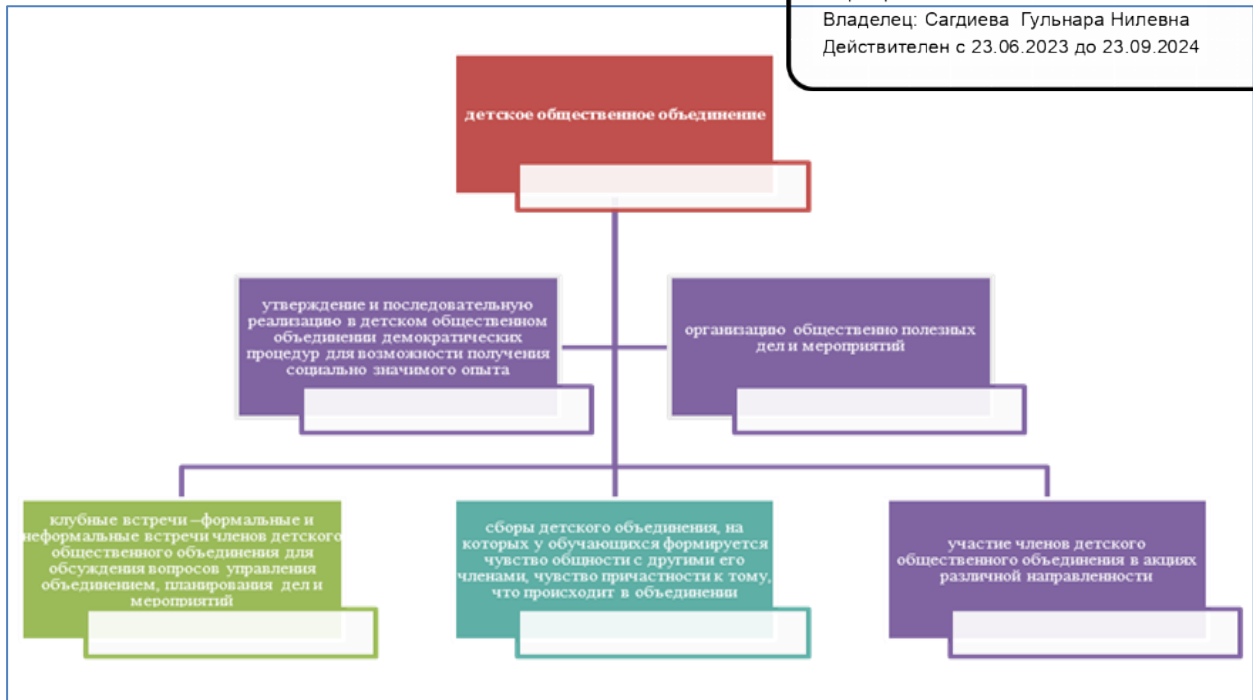 Владелец: Сагдиева Гульнара Нилевна
Действителен с 23.06.2023 до 23.09.2024
детское общественное объединение
утверждение и последовательную
реализацию в детском общественном
объединении демократических
процедур для возможности получения
социально значимого опыта
организацию общественно полезных
дел и мероприятий
клубные встречи –формальные и
неформальные встречи членов детского
общественного объединения для
обсуждения вопросов управления
объединением, планирования дел и
мероприятий
сборы детского объединения, на
которых у обучающихся формируется
чувство общности с другими его
членами, чувство причастности к тому,
что происходит в объединении
участие членов детского
общественного объединения в акциях
различной направленности